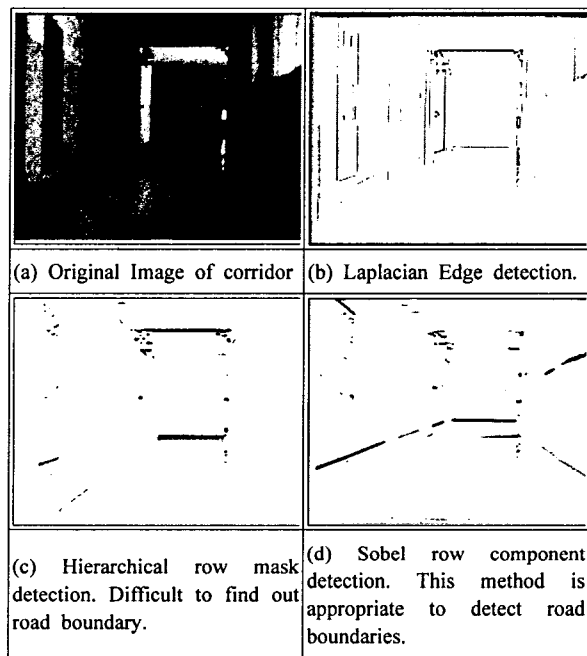 (a) Original Image of corridor
(b) Laplacian Edge detection.
(c) Hierarchical row mask
detection. Difficult to find out
road boundary.
(d) Sobel row component
detection. This method is
appropriate to detect road
boundaries.